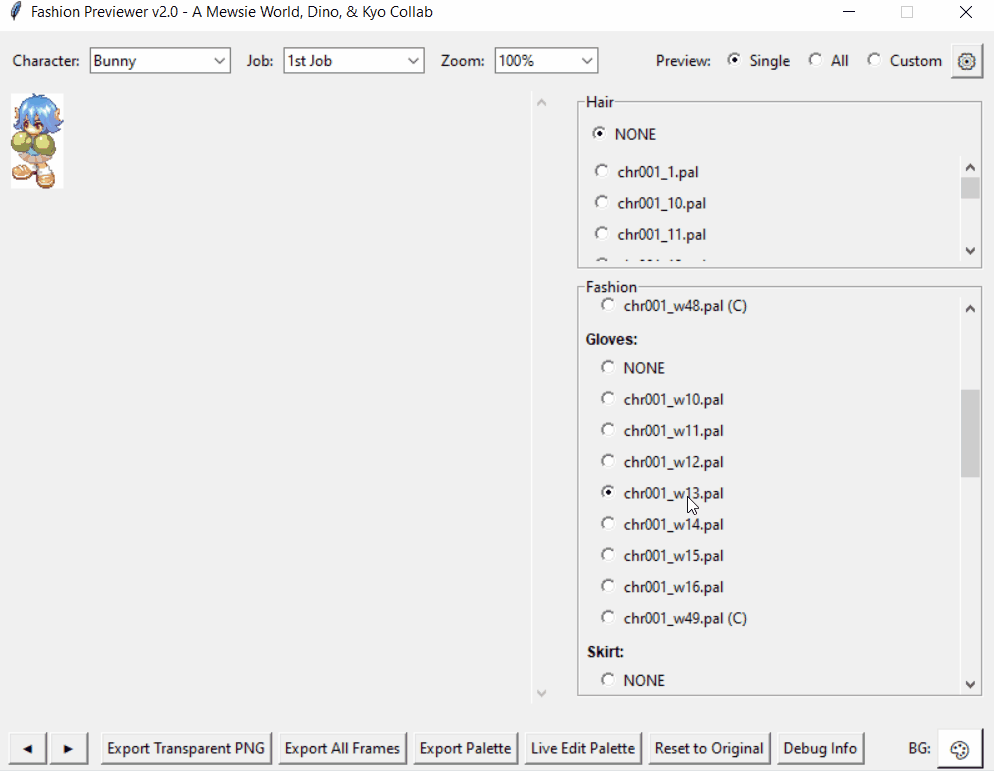 Fashion Previewer v2.0 - A Mewsie World, Dino, & Kyo Collab
Character: Bunny Job: 1st Job Zoom: 100% Preview: Single All Custom
Hair
NONE
chr001_1.pal
chr001_10.pal
chr001_11.pal
Fashion
chr001_w48.pal (C)
Gloves:
NONE
chr001_w10.pal
chr001_w11.pal
chr001_w12.pal
chr001_w13.pal
chr001_w14.pal
chr001_w15.pal
chr001_w16.pal
chr001_w49.pal (C)
Skirt:
NONE
Export Transparent PNG Export All Frames Export Palette Live Edit Palette Reset to Original Debug Info BG: